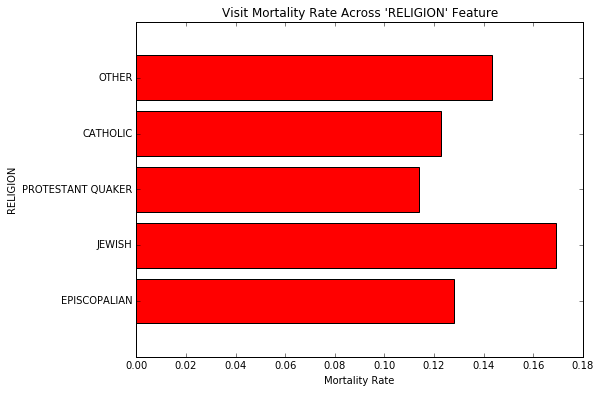 Visit Mortality Rate Across 'RELIGION' Feature
OTHER
CATHOLIC
PROTESTANT QUAKER
JEWISH
EPISCOPALIAN
RELIGION
0.00 0.02 0.04 0.06 0.08 0.10 0.12 0.14 0.16 0.18
Mortality Rate